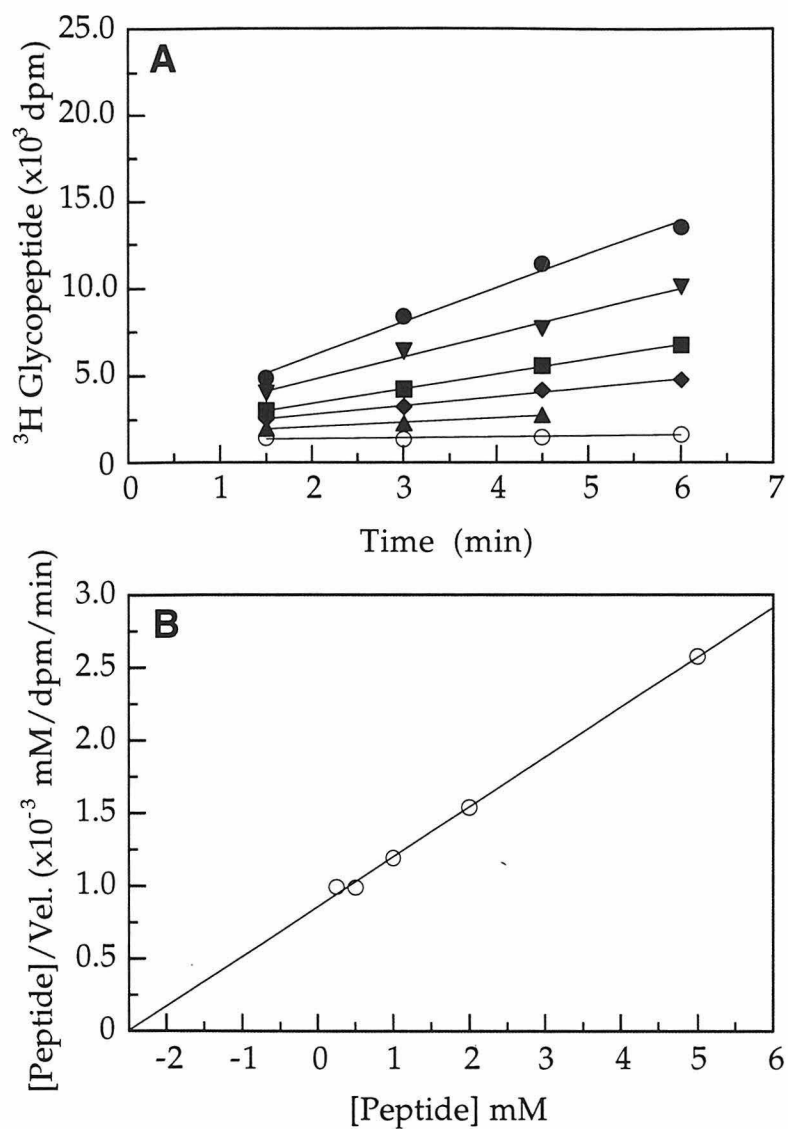 A
25.0
20.0
15.0
10.0
5.0
0
³H Glycopeptide (x10³ dpm)
0 1 2 3 4 5 6 7
Time (min)
B
3.0
2.5
2.0
1.5
1.0
0.5
0
[Peptide]/Vel. (x10⁻³ mM/dpm/min)
-2 -1 0 1 2 3 4 5 6
[Peptide] mM